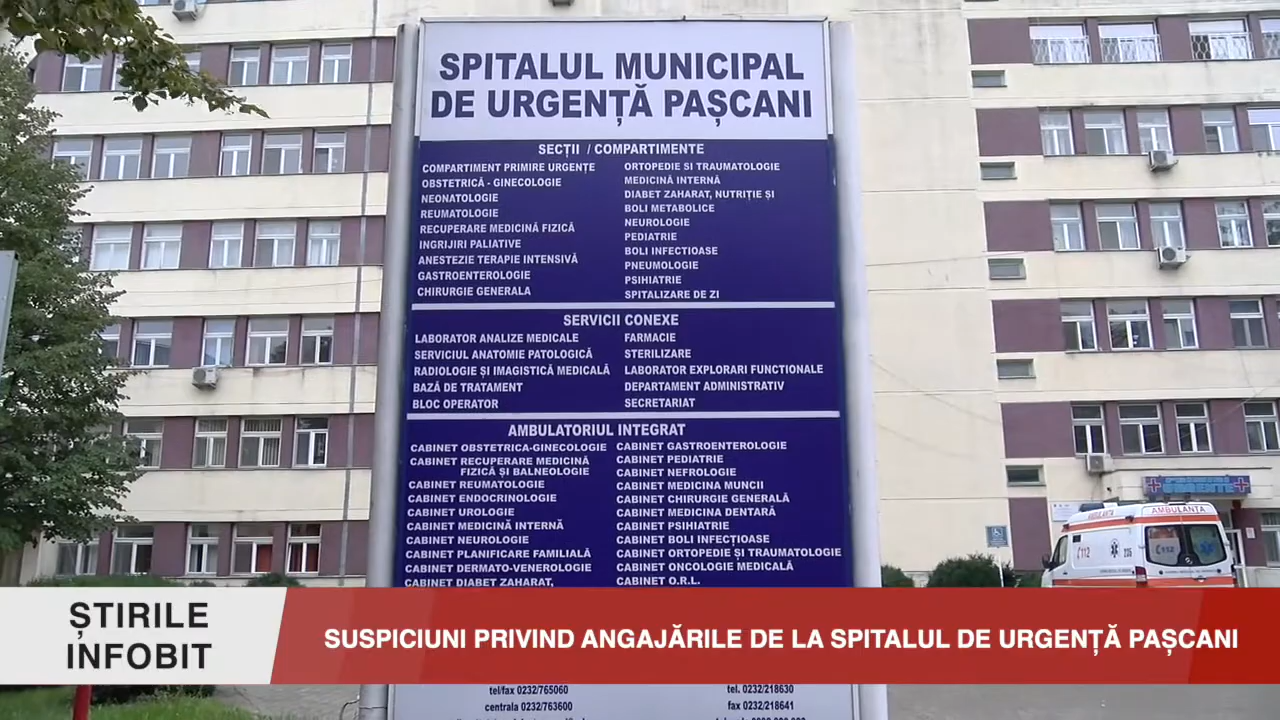 SPITALUL MUNICIPAL
DE URGENȚĂ PAȘCANI
SECȚII / COMPARTIMENTE
COMPARTIMENT PRIMIRE URGENȚE
OBSTETRICĂ - GINECOLOGIE
NEONATOLOGIE
REUMATOLOGIE
RECUPERARE MEDICINĂ FIZICĂ
INGRIJIRI PALIATIVE
ANESTEZIE TERAPIE INTENSIVĂ
GASTROENTEROLOGIE
CHIRURGIE GENERALA
ORTOPEDIE SI TRAUMATOLOGIE
MEDICINĂ INTERNĂ
DIABET ZAHARAT, NUTRIȚIE ȘI
BOLI METABOLICE
NEUROLOGIE
PEDIATRIE
BOLI INFECTIOASE
PNEUMOLOGIE
PSIHIATRIE
SPITALIZARE DE ZI
SERVICII CONEXE
LABORATOR ANALIZE MEDICALE
SERVICIUL ANATOMIE PATOLOGICĂ
RADIOLOGIE ȘI IMAGISTICĂ MEDICALĂ
BAZĂ DE TRATAMENT
BLOC OPERATOR
FARMACIE
STERILIZARE
LABORATOR EXPLORARI FUNCTIONALE
DEPARTAMENT ADMINISTRATIV
SECRETARIAT
AMBULATORIUL INTEGRAT
CABINET OBSTETRICA-GINECOLOGIE
CABINET RECUPERARE MEDICINĂ
FIZICĂ ȘI BALNEOLOGIE
CABINET REUMATOLOGIE
CABINET ENDOCRINOLOGIE
CABINET UROLOGIE
CABINET MEDICINĂ INTERNĂ
CABINET NEUROLOGIE
CABINET PLANIFICARE FAMILIALĂ
CABINET DERMATO-VENEROLOGIE
CABINET DIABET ZAHARAT,
CABINET GASTROENTEROLOGIE
CABINET PEDIATRIE
CABINET NEFROLOGIE
CABINET MEDICINA MUNCII
CABINET CHIRURGIE GENERALĂ
CABINET MEDICINA DENTARĂ
CABINET PSIHIATRIE
CABINET BOLI INFECȚIOASE
CABINET ORTOPEDIE ȘI TRAUMATOLOGIE
CABINET ONCOLOGIE MEDICALĂ
CABINET O.R.L.
URGENTE
AMBULANTA
AMBULANȚA
112
112
ȘTIRILE
INFOBIT
SUSPICIUNI PRIVIND ANGAJĂRILE DE LA SPITALUL DE URGENȚĂ PAȘCANI
tel/fax 0232/765060
centrala 0232/763600
tel. 0232/218630
fax 0232/218641